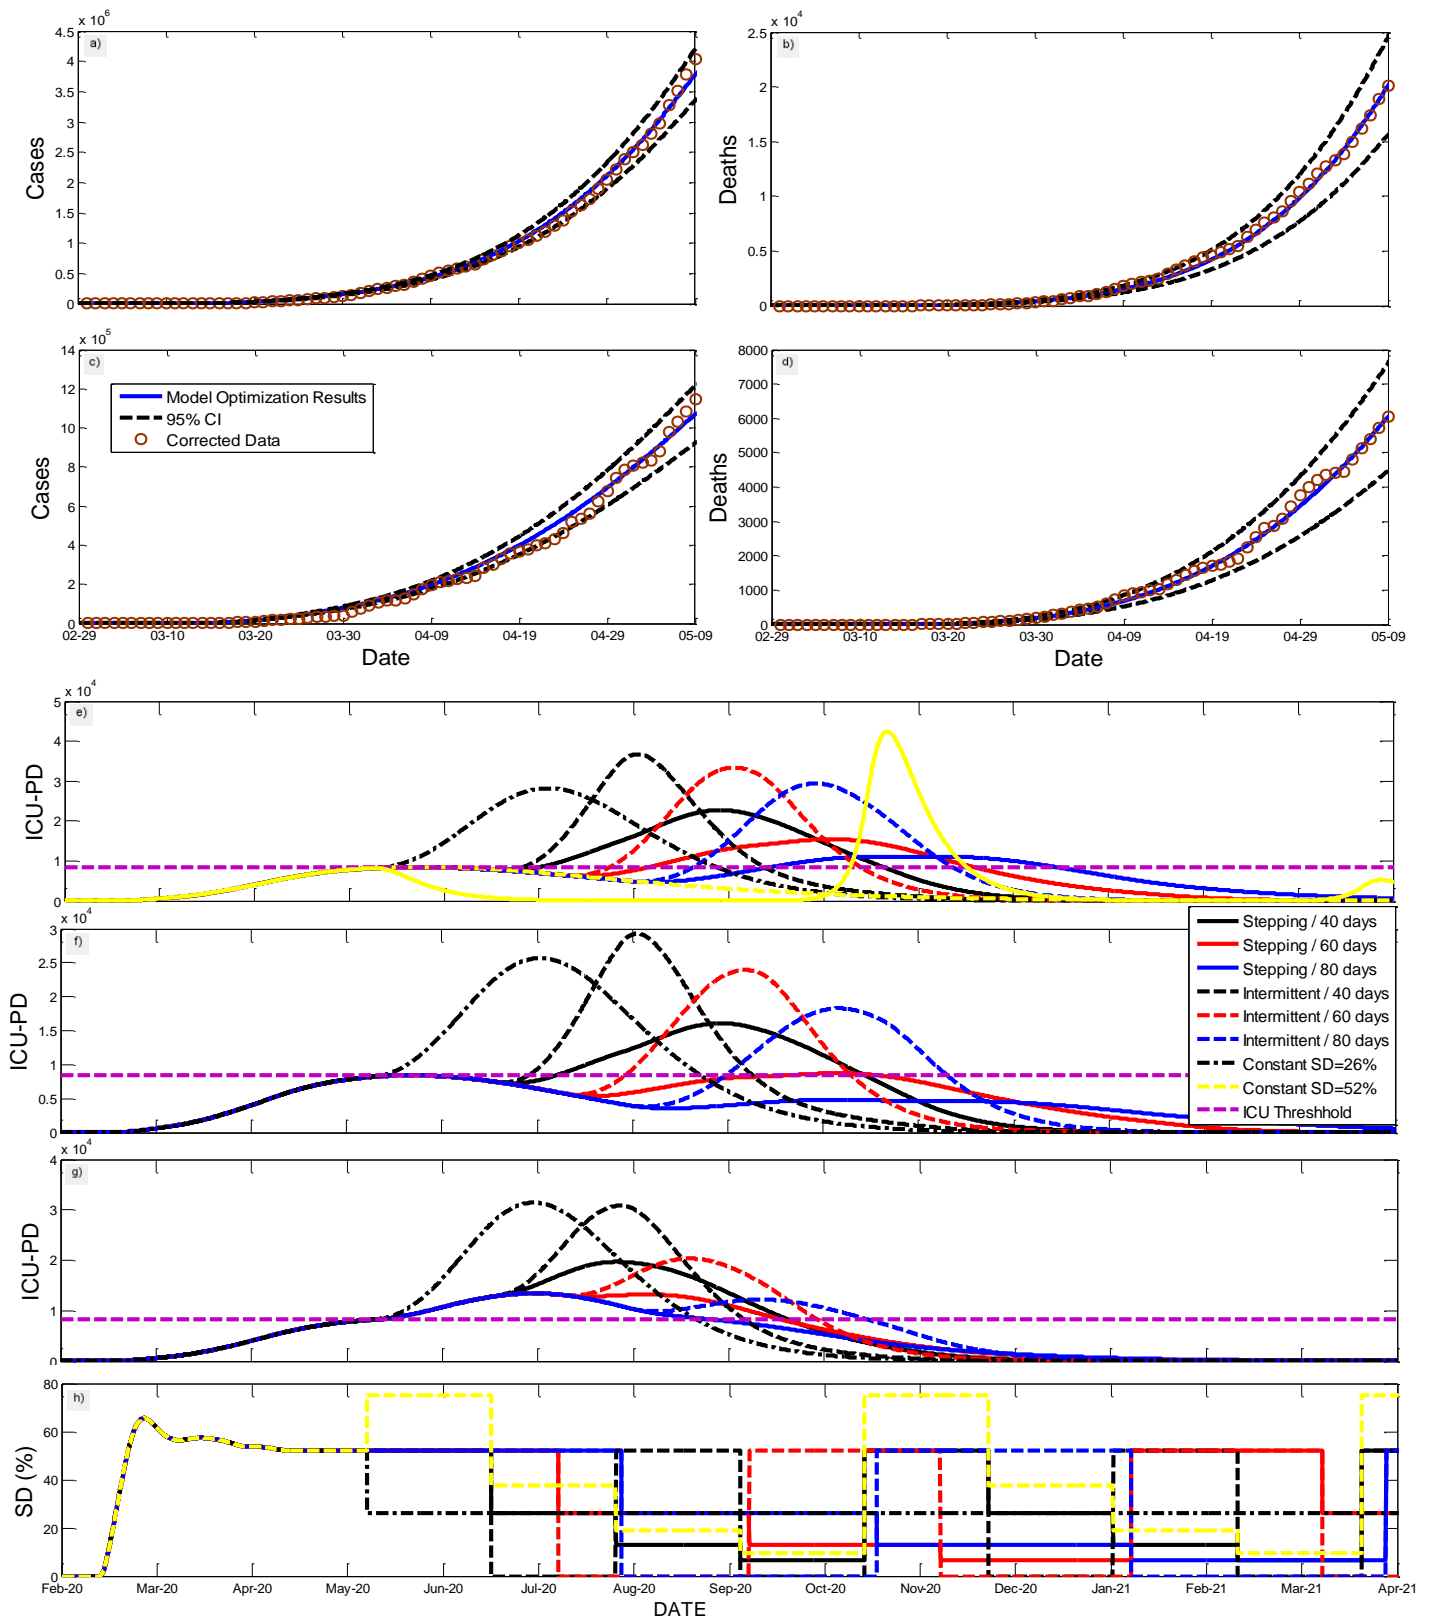 x 10^6
x 10^4
a)
b)
4.5
4
3.5
3
2.5
2
1.5
1
0.5
0
Cases
2.5
2
1.5
1
0.5
0
Deaths
x 10^5
c)
d)
14
12
10
8
6
4
2
0
Cases
Model Optimization Results
95% CI
Corrected Data
02-29 03-10 03-20 03-30 04-09 04-19 04-29 05-09
Date
8000
7000
6000
5000
4000
3000
2000
1000
0
Deaths
02-29 03-10 03-20 03-30 04-09 04-19 04-29 05-09
Date
x 10^4
e)
5
4
3
2
1
0
ICU-PD
x 10^4
f)
3
2.5
2
1.5
1
0.5
0
ICU-PD
Stepping / 40 days
Stepping / 60 days
Stepping / 80 days
Intermittent / 40 days
Intermittent / 60 days
Intermittent / 80 days
Constant SD=26%
Constant SD=52%
ICU Threshhold
x 10^4
g)
4
3
2
1
0
ICU-PD
h)
80
60
40
20
0
SD (%)
Feb-20 Mar-20 Apr-20 May-20 Jun-20 Jul-20 Aug-20 Sep-20 Oct-20 Nov-20 Dec-20 Jan-21 Feb-21 Mar-21 Apr-21
DATE